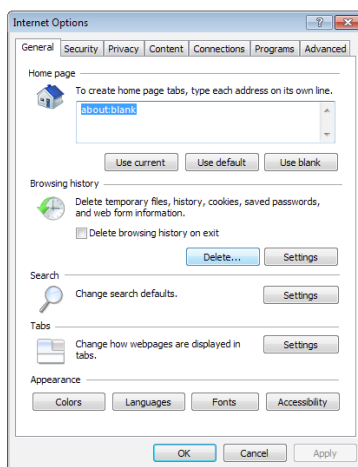 Internet Options
General Security Privacy Content Connections Programs Advanced
Home page
To create home page tabs, type each address on its own line.
about:blank
Use current Use default Use blank
Browsing history
Delete temporary files, history, cookies, saved passwords,
and web form information.
Delete browsing history on exit
Delete... Settings
Search
Change search defaults. Settings
Tabs
Change how webpages are displayed in
tabs. Settings
Appearance
Colors Languages Fonts Accessibility
OK Cancel Apply